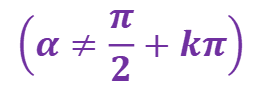 (α ≠ π/2 + kπ)